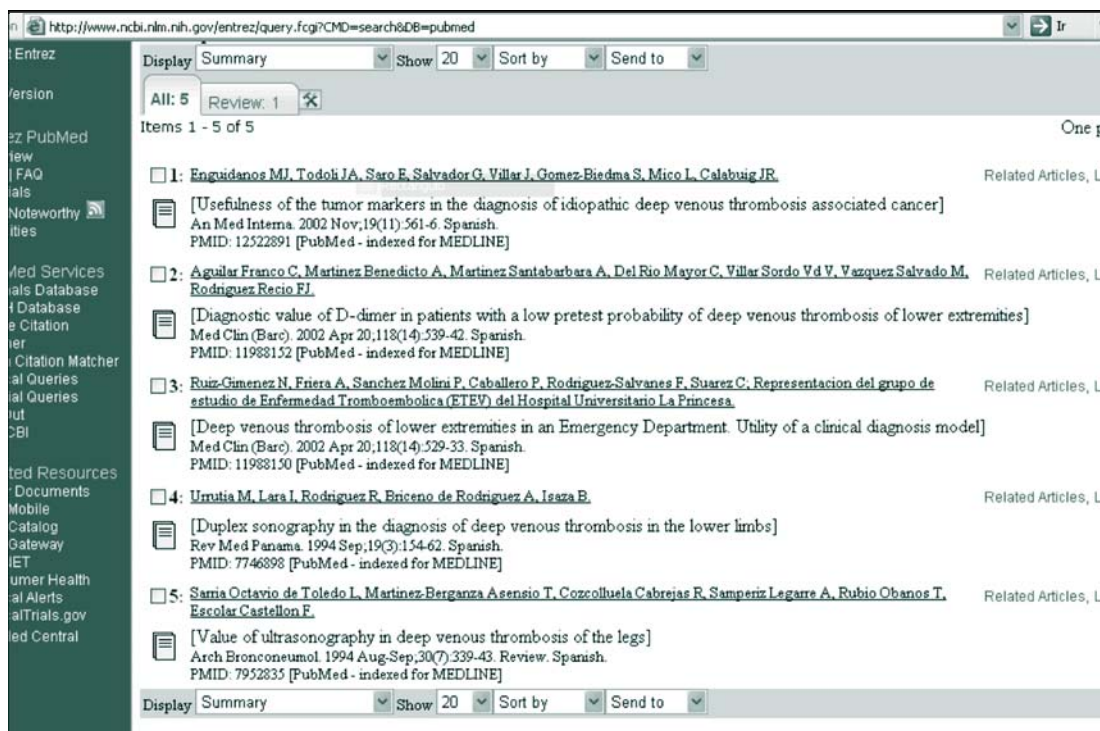 http://www.ncbi.nlm.nih.gov/entrez/query.fcgi?CMD=search&DB=pubmed Ir
Entrez
Display Summary Show 20 Sort by Send to
All: 5 Review: 1
Items 1 - 5 of 5 One
PubMed
FAQ
Noteworthy
Services
Database
Database
Citation
Citation Matcher
Queries
Queries
Resources
Documents
Mobile
Catalog
Gateway
Health
Alerts
Central
1: Enguidanos MJ, Todoli JA, Saro E, Salvador G, Villar J, Gomez-Biedma S, Mico L, Calabuig JR. Related Articles, L
[Usefulness of the tumor markers in the diagnosis of idiopathic deep venous thrombosis associated cancer]
An Med Interna. 2002 Nov;19(11):561-6. Spanish.
PMID: 12522891 [PubMed - indexed for MEDLINE]
2: Aguilar Franco C, Martinez Benedicto A, Martinez Santabarbara A, Del Rio Mayor C, Villar Sordo Vd V, Vazquez Salvado M, Related Articles, L
Rodriguez Recio FJ.
[Diagnostic value of D-dimer in patients with a low pretest probability of deep venous thrombosis of lower extremities]
Med Clin (Barc). 2002 Apr 20;118(14):539-42. Spanish.
PMID: 11988152 [PubMed - indexed for MEDLINE]
3: Ruiz-Gimenez N, Friera A, Sanchez Molini P, Caballero P, Rodriguez-Salvanes F, Suarez C; Representacion del grupo de Related Articles, L
estudio de Enfermedad Tromboembolica (ETEV) del Hospital Universitario La Princesa.
[Deep venous thrombosis of lower extremities in an Emergency Department. Utility of a clinical diagnosis model]
Med Clin (Barc). 2002 Apr 20;118(14):529-33. Spanish.
PMID: 11988150 [PubMed - indexed for MEDLINE]
4: Urrutia M, Lara I, Rodriguez R, Briceno de Rodriguez A, Isaza B. Related Articles, L
[Duplex sonography in the diagnosis of deep venous thrombosis in the lower limbs]
Rev Med Panama. 1994 Sep;19(3):154-62. Spanish.
PMID: 7746898 [PubMed - indexed for MEDLINE]
5: Sarria Octavio de Toledo L, Martinez-Berganza Asensio T, Cozcolluela Cabrejas R, Samperiz Legarre A, Rubio Obanos T, Related Articles, L
Escolar Castellon F.
[Value of ultrasonography in deep venous thrombosis of the legs]
Arch Bronconeumol. 1994 Aug-Sep;30(7):339-43. Review. Spanish.
PMID: 7952835 [PubMed - indexed for MEDLINE]
Display Summary Show 20 Sort by Send to